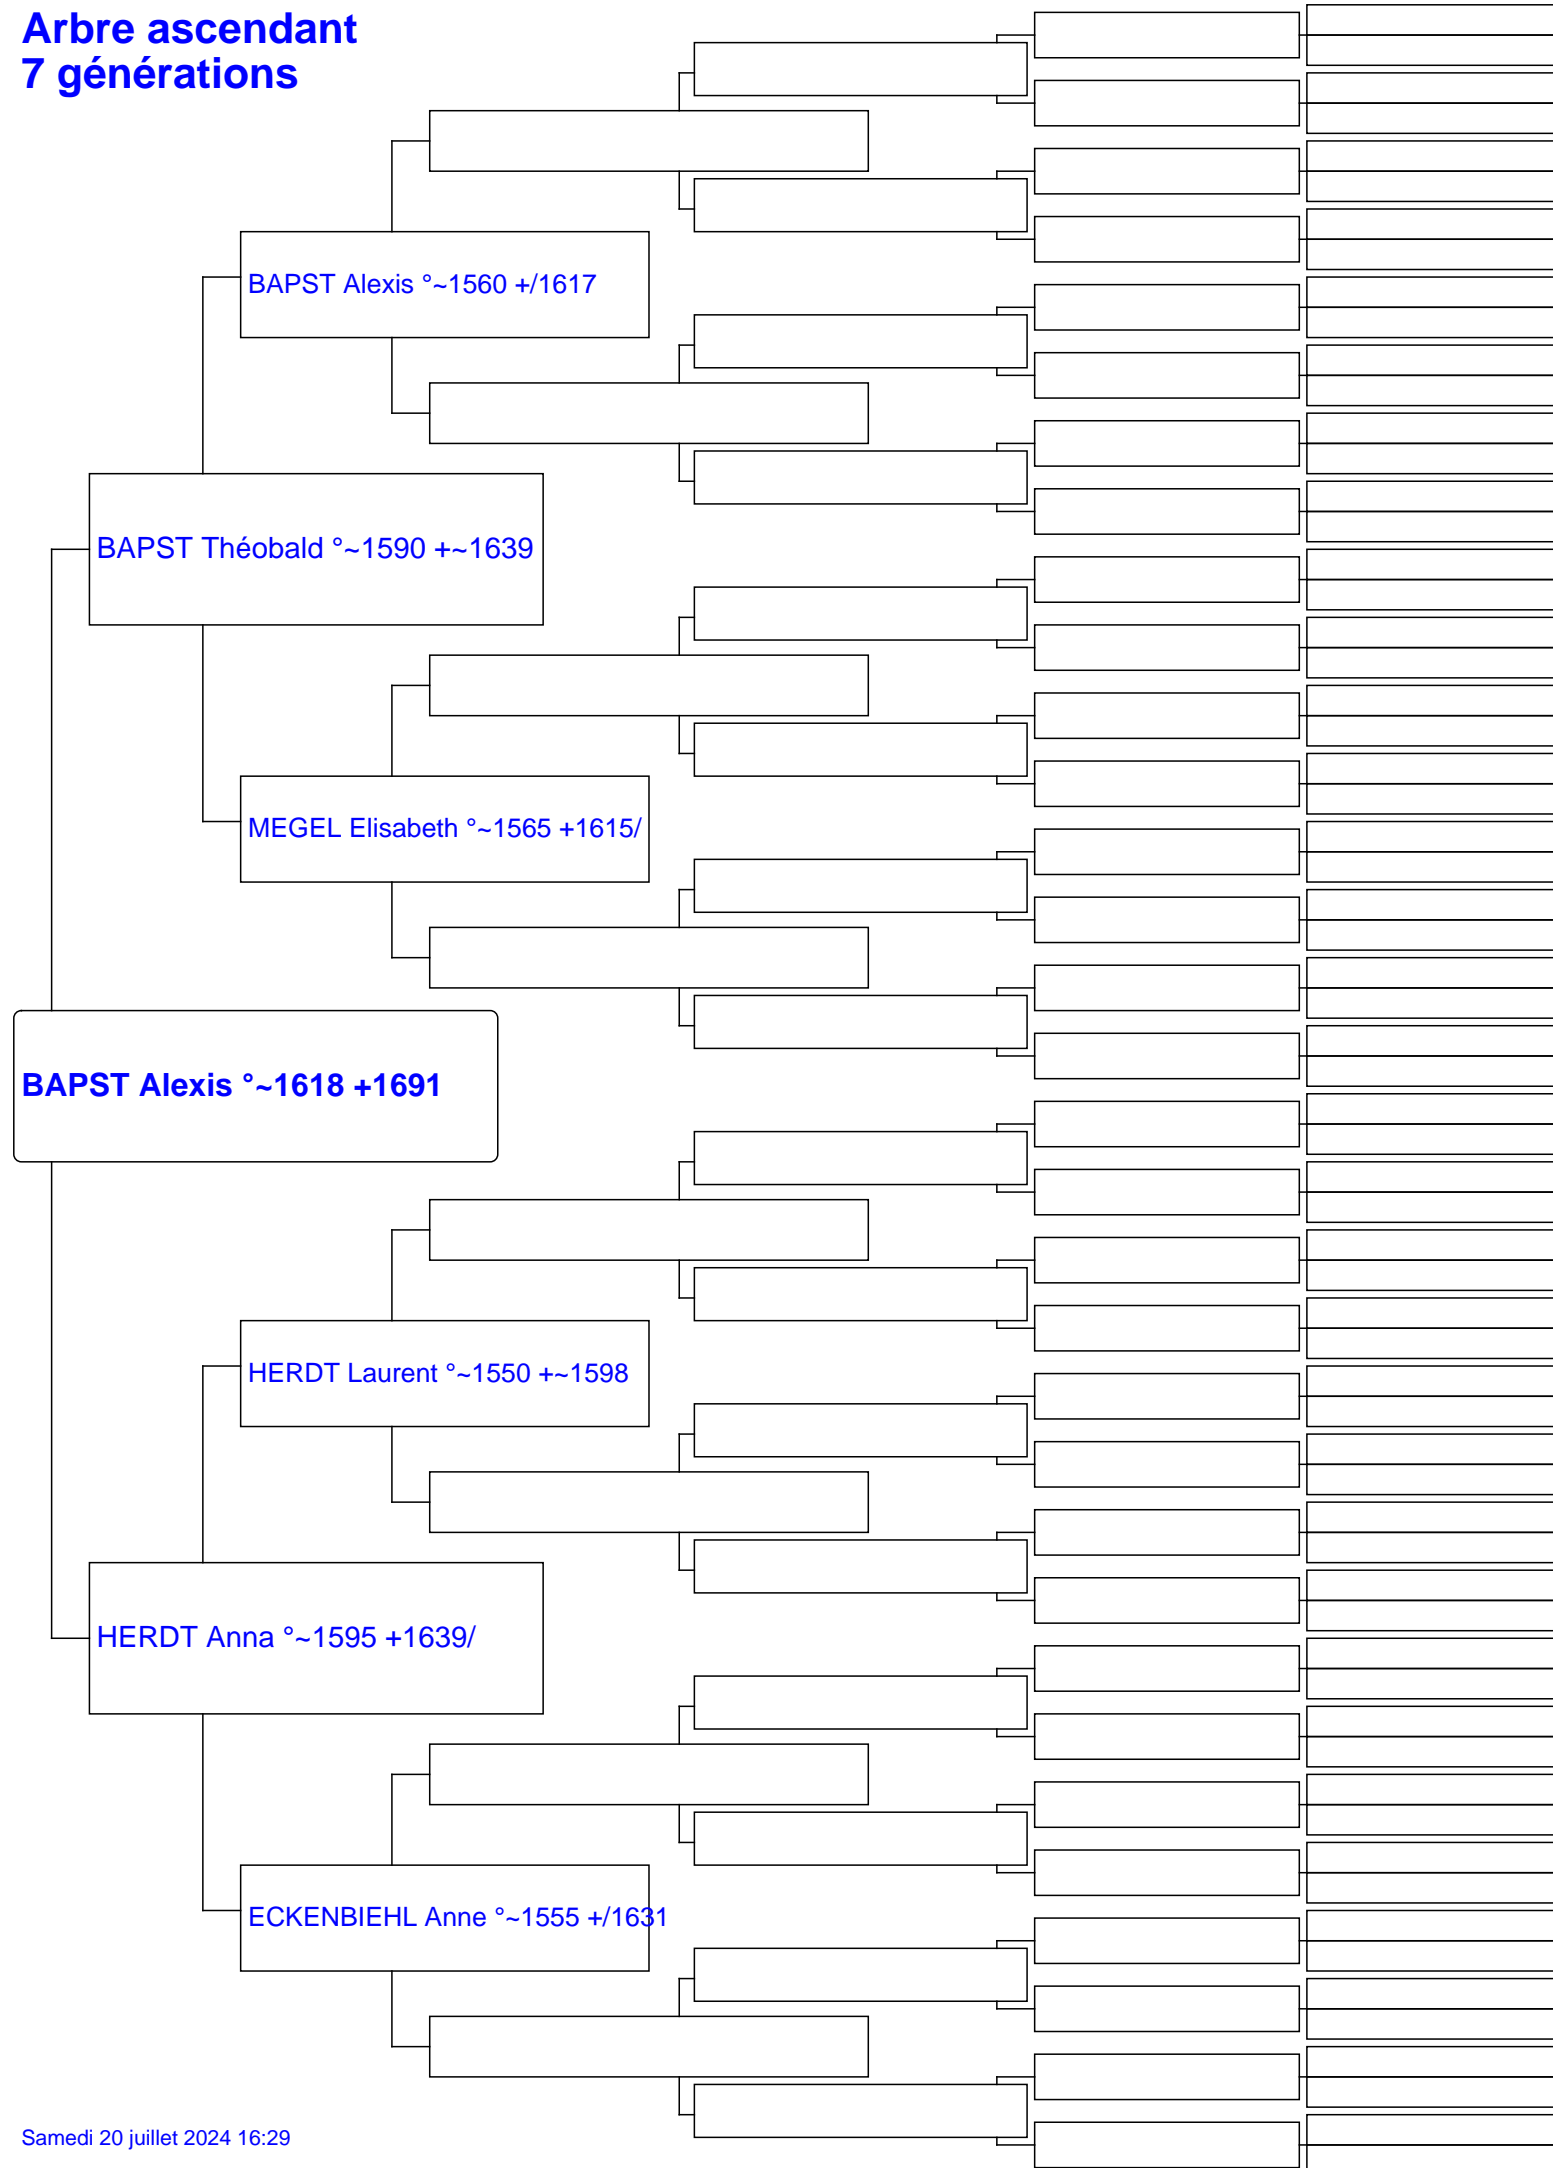 Arbre ascendant
7 générations
BAPST Alexis °~1560 +/1617
BAPST Théobald °~1590 +~1639
MEGEL Elisabeth °~1565 +1615/
BAPST Alexis °~1618 +1691
HERDT Laurent °~1550 +~1598
HERDT Anna °~1595 +1639/
ECKENBIEHL Anne °~1555 +/1631
Samedi 20 juillet 2024 16:29